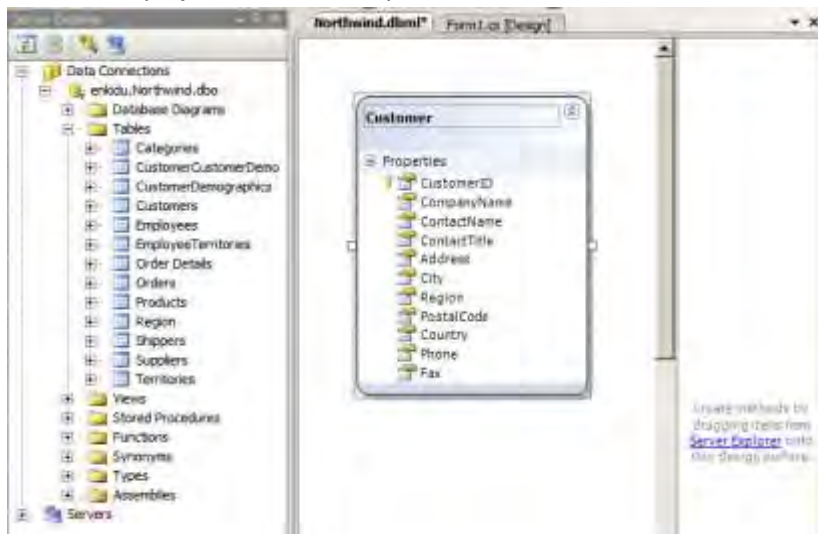 Server Explorer
Northwind.dbml*
Form1.cs [Design]
Data Connections
enkidu.Northwind.dbo
Database Diagrams
Tables
Categories
CustomerCustomerDemo
CustomerDemographics
Customers
Employees
EmployeeTerritories
Order Details
Orders
Products
Region
Shippers
Suppliers
Territories
Views
Stored Procedures
Functions
Synonyms
Types
Assemblies
Servers
Customer
Properties
CustomerID
CompanyName
ContactName
ContactTitle
Address
City
Region
PostalCode
Country
Phone
Fax
Create methods by
dragging items from
Server Explorer onto
this design surface.